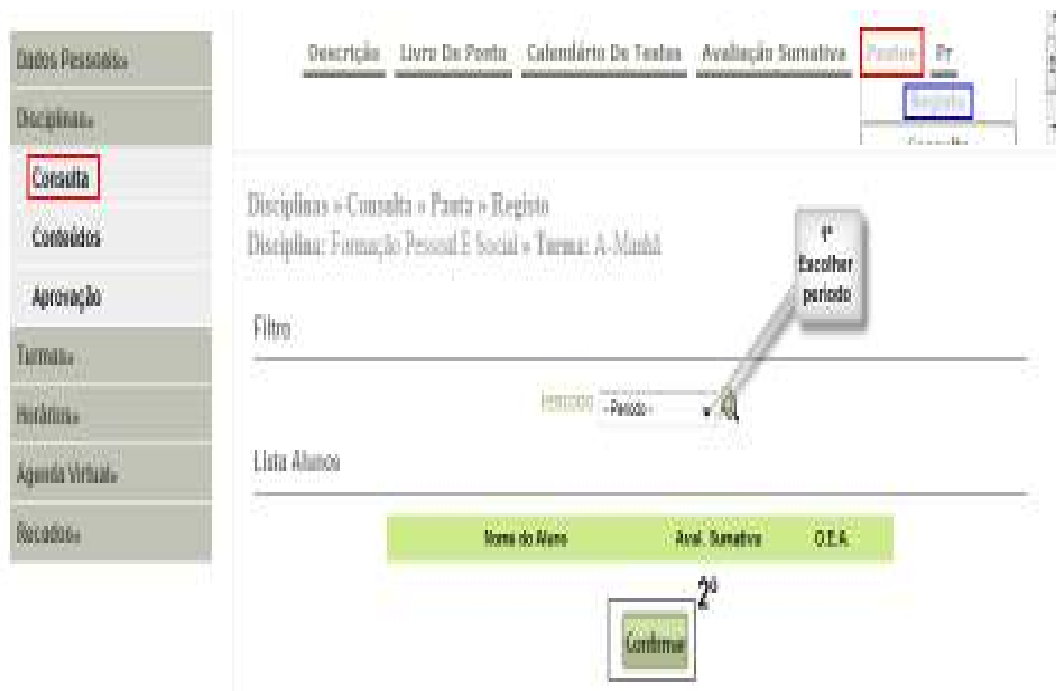 Dados Pessoais»
Disciplinas»
Consulta
Conteúdos
Aprovação
Turmas»
Horários»
Agenda Virtual»
Recados»
Descrição Livro De Ponto Calendário De Testes Avaliação Sumativa Pautas Pr
Registo
Consulta
Disciplinas » Consulta » Pauta » Registo
Disciplina: Formação Pessoal E Social » Turma: A-Manhã
1º
Escolher
periodo
Filtro
PERÍODO - Período -
Lista Alunos
Nome do Aluno Aval. Sumativa O.E.A.
2º
Confirmar